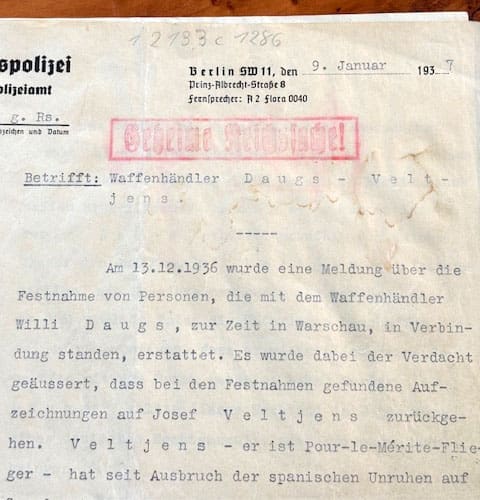 1 2193c 1286
spolizei
olizeiamt
Berlin SW 11, den 9. Januar 1937
Prinz-Albrecht-Straße 8
Fernsprecher: A 2 Flora 0040
g. Rs.
zeichen und Datum
Geheime Reichssache!
Betrifft: Waffenhändler Daugs - Velt-
jens.
-----
Am 13.12.1936 wurde eine Meldung über die
Festnahme von Personen, die mit dem Waffenhändler
Willi Daugs, zur Zeit in Warschau, in Verbin-
dung standen, erstattet. Es wurde dabei der Verdacht
geäussert, dass bei den Festnahmen gefundene Auf-
zeichnungen auf Josef Veltjens zurückge-
hen. Veltjens - er ist Pour-le-Mérite-Flie-
ger - hat seit Ausbruch der spanischen Unruhen auf